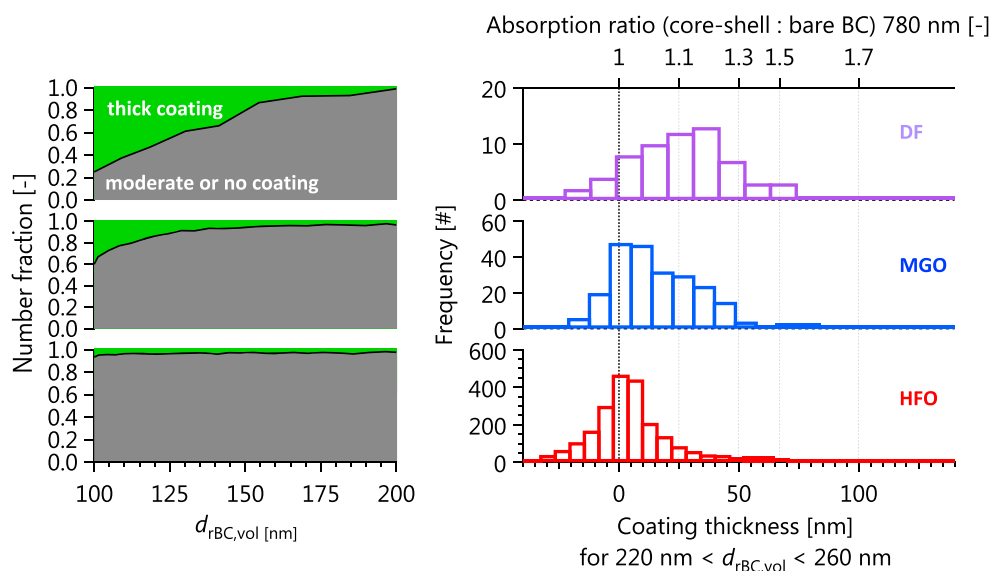 Absorption ratio (core-shell : bare BC) 780 nm [-]
1 1.1 1.3 1.5 1.7
Number fraction [-]
1.0
0.8
0.6
0.4
0.2
0.0
thick coating
moderate or no coating
1.0
0.8
0.6
0.4
0.2
0.0
1.0
0.8
0.6
0.4
0.2
0.0
100 125 150 175 200
drBC,vol [nm]
Frequency [#]
20
10
0
DF
60
40
20
0
MGO
600
400
200
0
HFO
0 50 100
Coating thickness [nm]
for 220 nm < drBC,vol < 260 nm